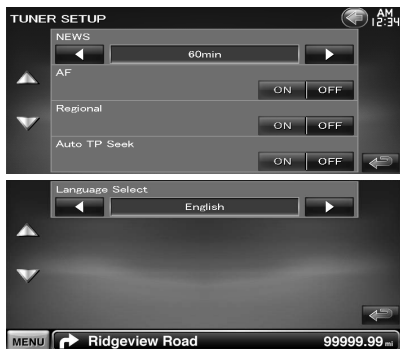 TUNER SETUP
AM
12:34
NEWS
60min
AF
ON OFF
Regional
ON OFF
Auto TP Seek
ON OFF
Language Select
English
MENU Ridgeview Road 99999.99 mi